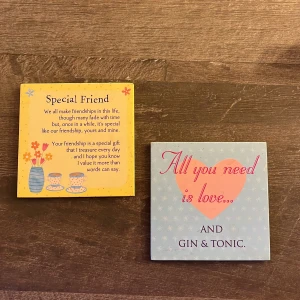 Special Friend
We all make friendships in this life,
though many fade with time
but, once in a while, it's special
like our friendship, yours and mine.
Your friendship is a special gift
that I treasure every day
and I hope you know
I value it more than
words can say.
All you need
is love...
AND
GIN & TONIC.